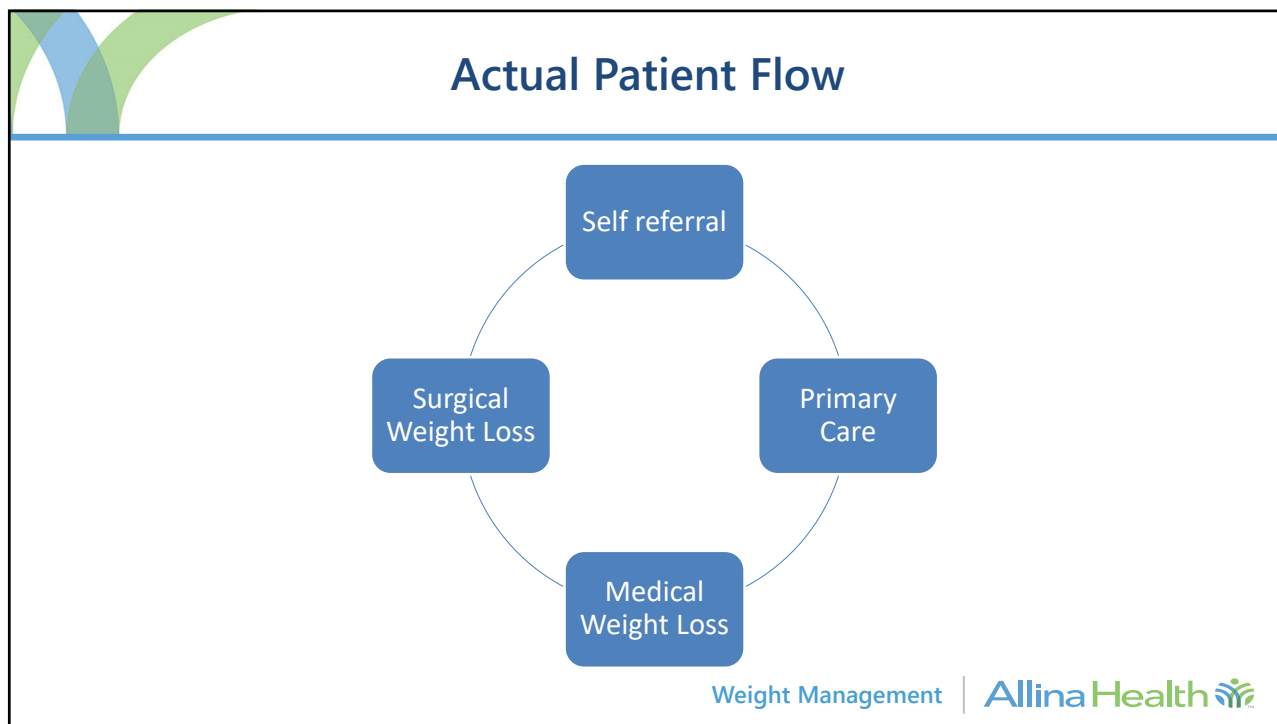 Actual Patient Flow
Self referral
Surgical
Weight Loss
Primary
Care
Medical
Weight Loss
Weight Management
Allina Health